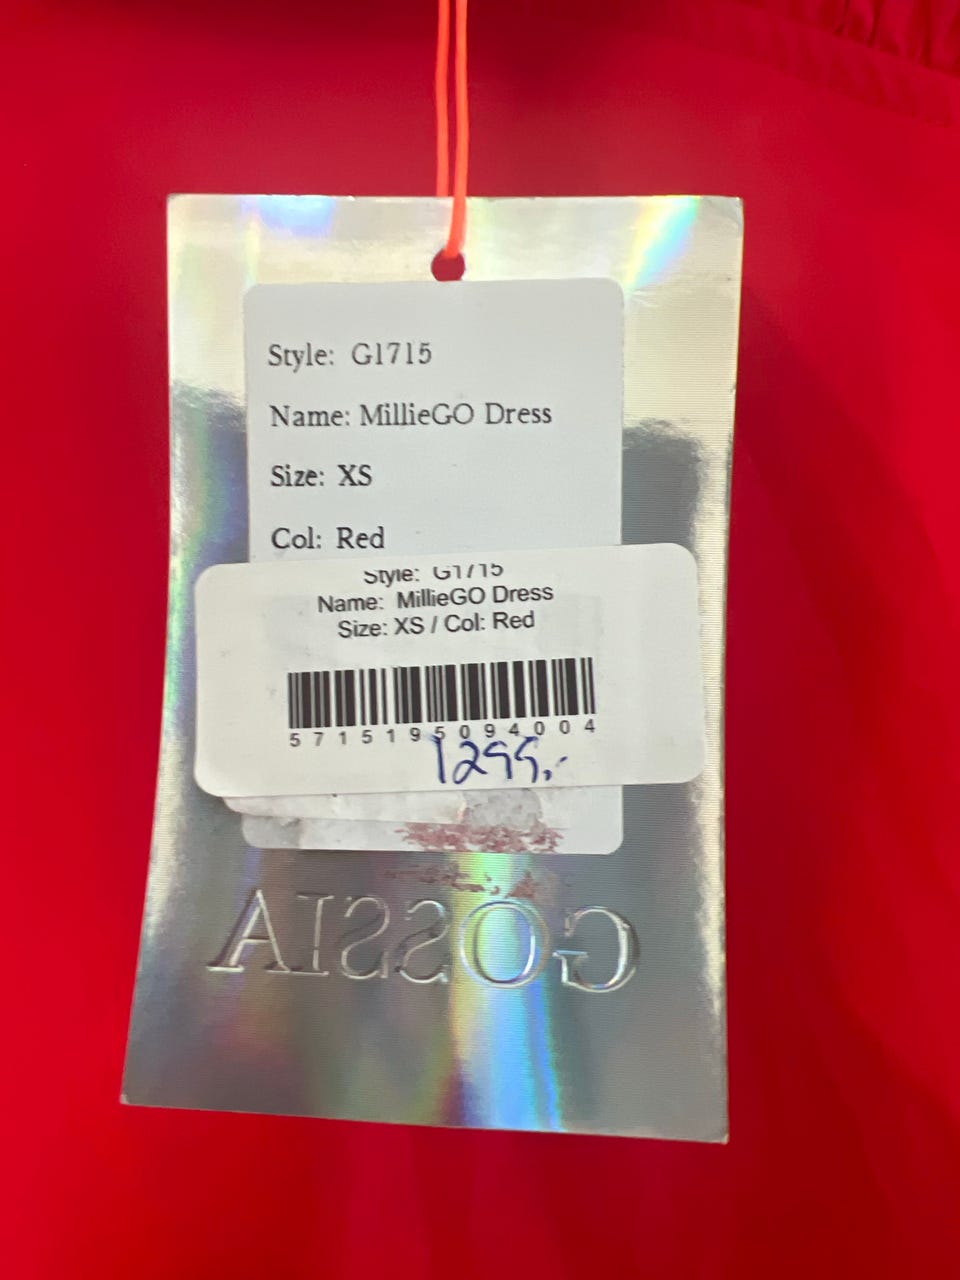 Style: G1715
Name: MillieGO Dress
Size: XS
Col: Red
Style: G1715
Name: MillieGO Dress
Size: XS / Col: Red
5715195094004
1299,-
GOSSIA